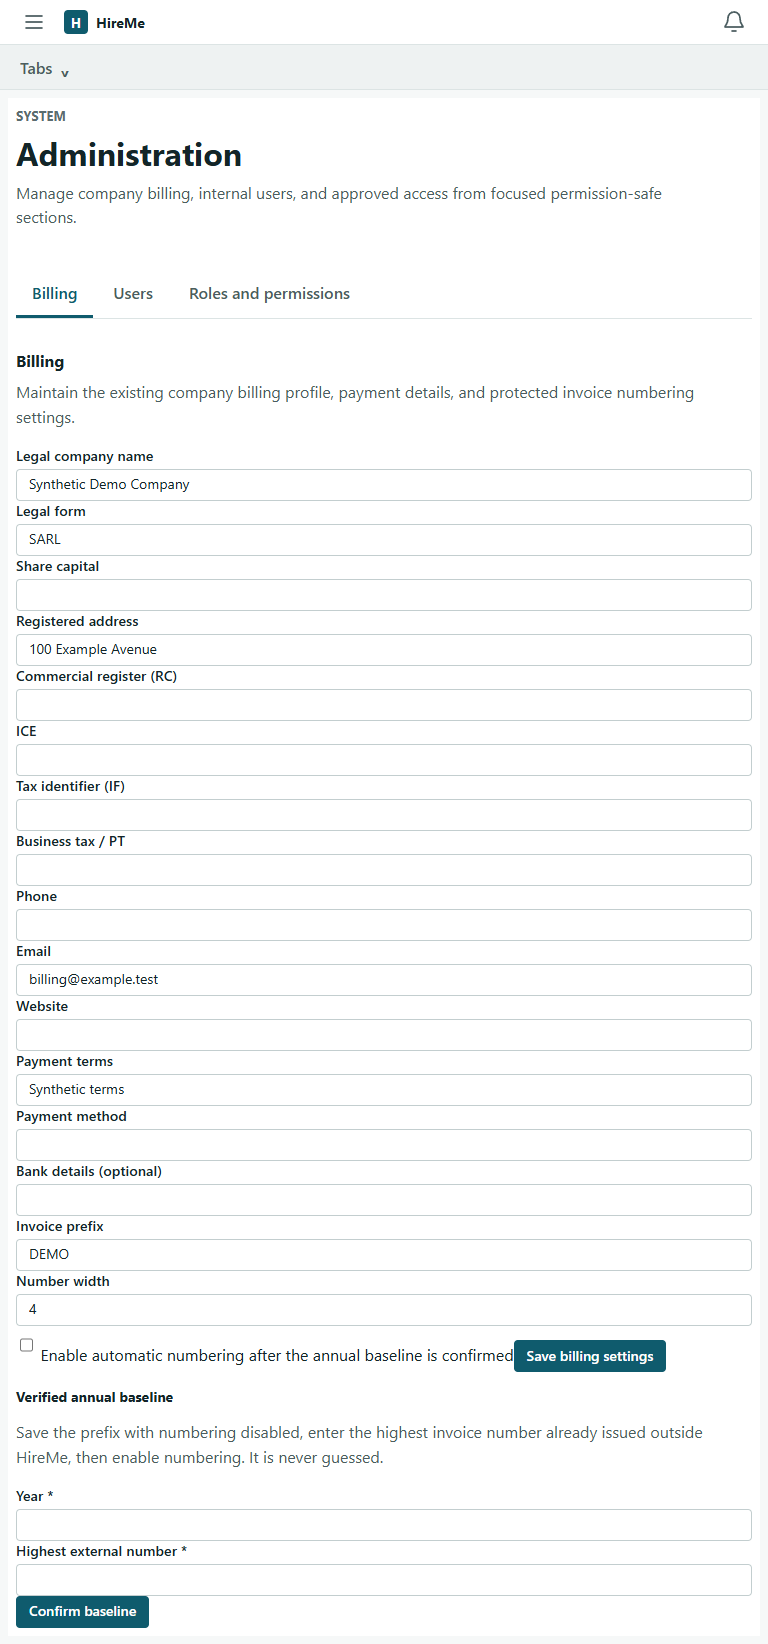 H HireMe
Tabs v
SYSTEM
Administration
Manage company billing, internal users, and approved access from focused permission-safe
sections.
Billing Users Roles and permissions
Billing
Maintain the existing company billing profile, payment details, and protected invoice numbering
settings.
Legal company name
Synthetic Demo Company
Legal form
SARL
Share capital
Registered address
100 Example Avenue
Commercial register (RC)
ICE
Tax identifier (IF)
Business tax / PT
Phone
Email
billing@example.test
Website
Payment terms
Synthetic terms
Payment method
Bank details (optional)
Invoice prefix
DEMO
Number width
4
Enable automatic numbering after the annual baseline is confirmed Save billing settings
Verified annual baseline
Save the prefix with numbering disabled, enter the highest invoice number already issued outside
HireMe, then enable numbering. It is never guessed.
Year *
Highest external number *
Confirm baseline